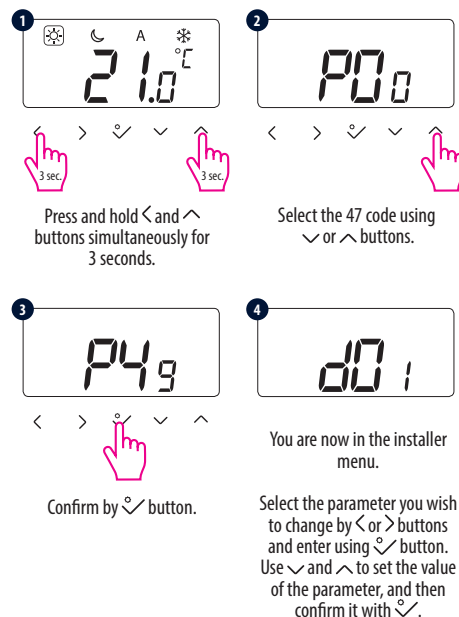 1
A
21.0°C
< > °✓ ∨ ∧
3 sec.
3 sec.
Press and hold < and ∧
buttons simultaneously for
3 seconds.
2
P00
< > °✓ ∨ ∧
Select the 47 code using
∨ or ∧ buttons.
3
P49
< > °✓ ∨ ∧
Confirm by °✓ button.
4
d01
You are now in the installer
menu.
Select the parameter you wish
to change by < or > buttons
and enter using °✓ button.
Use ∨ and ∧ to set the value
of the parameter, and then
confirm it with °✓.